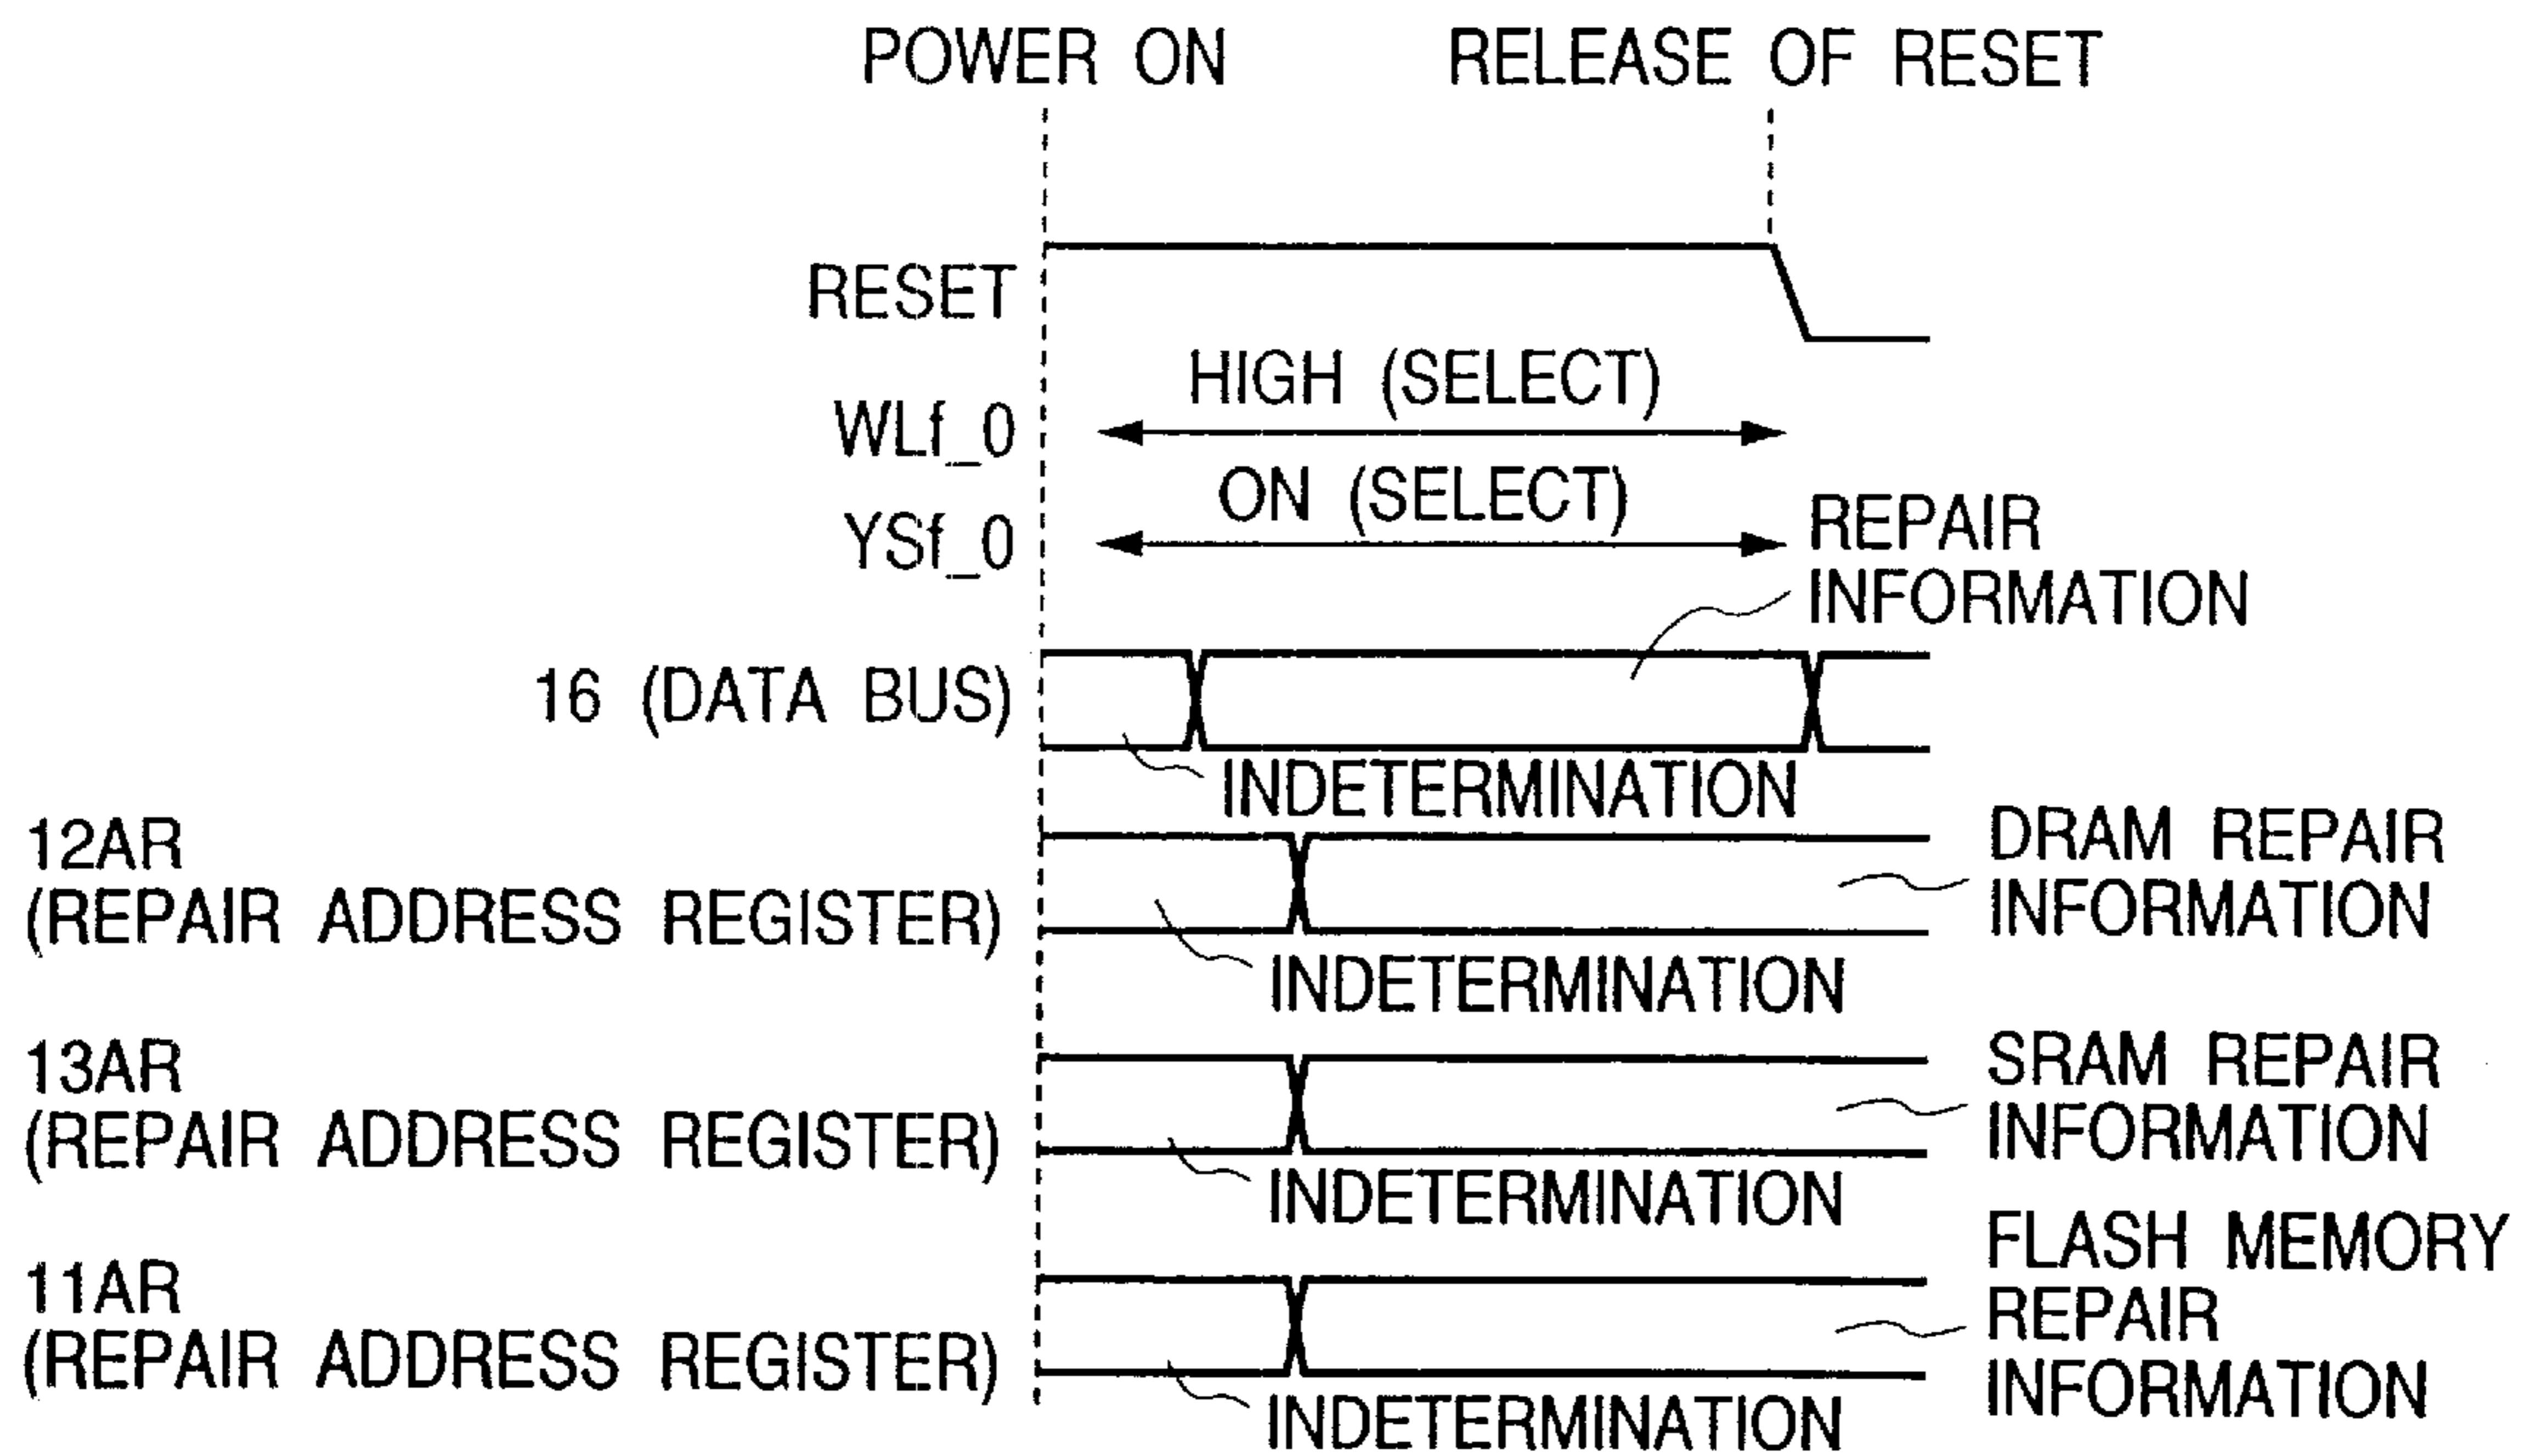 POWER ON
RELEASE OF RESET
RESET
HIGH (SELECT)
WLf_0
ON (SELECT)
YSf_0
REPAIR
INFORMATION
16 (DATA BUS)
INDETERMINATION
12AR
(REPAIR ADDRESS REGISTER)
DRAM REPAIR
INFORMATION
INDETERMINATION
13AR
(REPAIR ADDRESS REGISTER)
SRAM REPAIR
INFORMATION
INDETERMINATION
11AR
(REPAIR ADDRESS REGISTER)
FLASH MEMORY
REPAIR
INFORMATION
INDETERMINATION